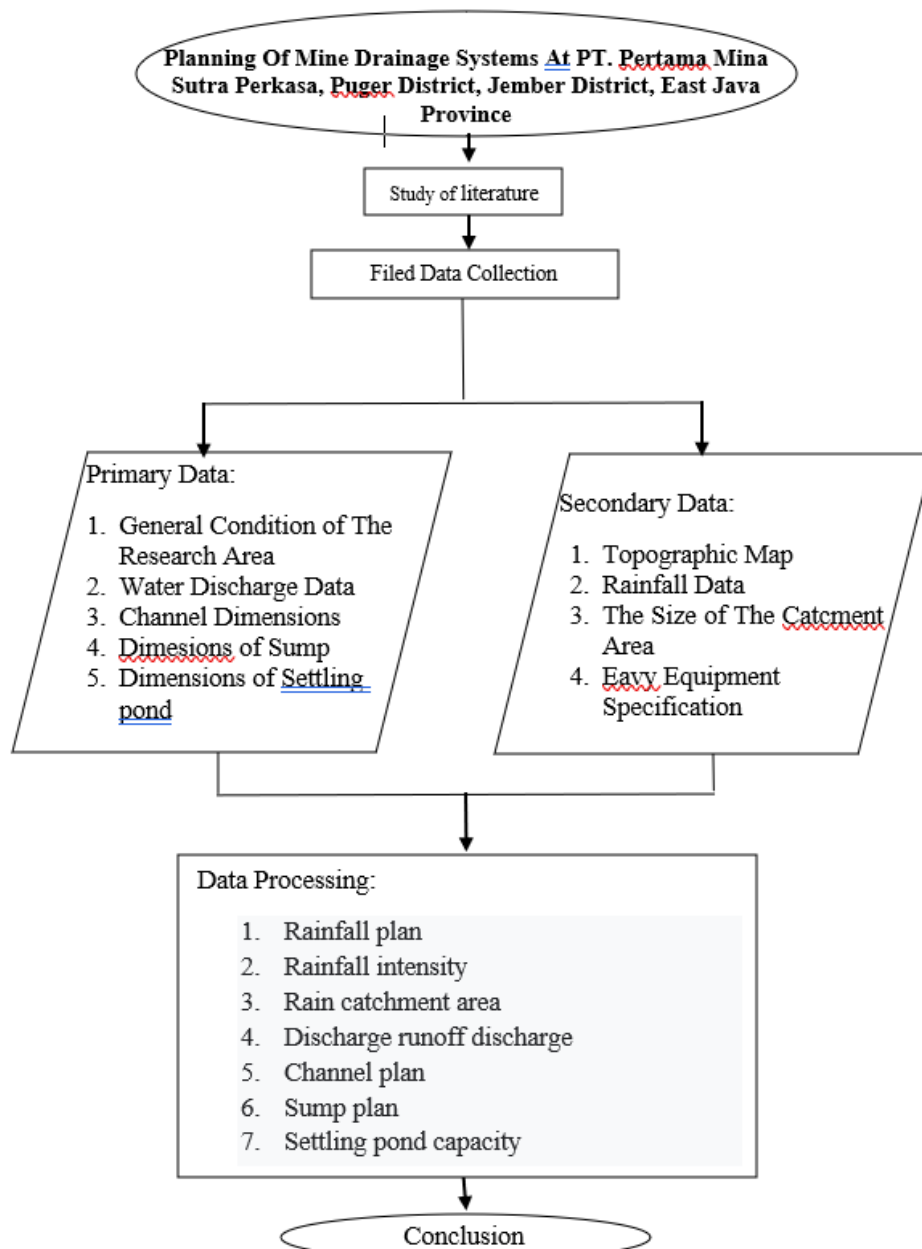 Planning Of Mine Drainage Systems At PT. Pertama Mina
Sutra Perkasa, Puger District, Jember District, East Java
Province
Study of literature
Filed Data Collection
Primary Data:
1. General Condition of The
Research Area
2. Water Discharge Data
3. Channel Dimensions
4. Dimesions of Sump
5. Dimensions of Settling
pond
Secondary Data:
1. Topographic Map
2. Rainfall Data
3. The Size of The Catcment
Area
4. Eavy Equipment
Specification
Data Processing:
1. Rainfall plan
2. Rainfall intensity
3. Rain catchment area
4. Discharge runoff discharge
5. Channel plan
6. Sump plan
7. Settling pond capacity
Conclusion